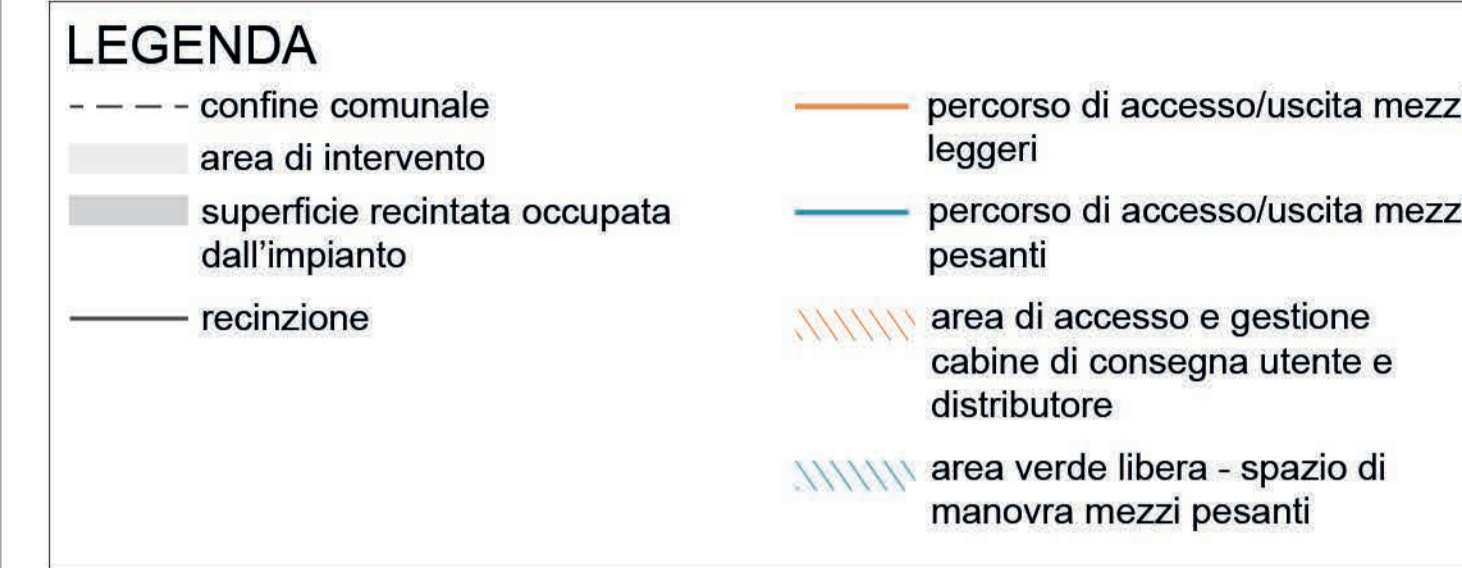 LEGENDA
confine comunale
area di intervento
superficie recintata occupata
dall'impianto
recinzione
percorso di accesso/uscita mezz
leggeri
percorso di accesso/uscita mezz
pesanti
area di accesso e gestione
cabine di consegna utente e
distributore
area verde libera - spazio di
manovra mezzi pesanti